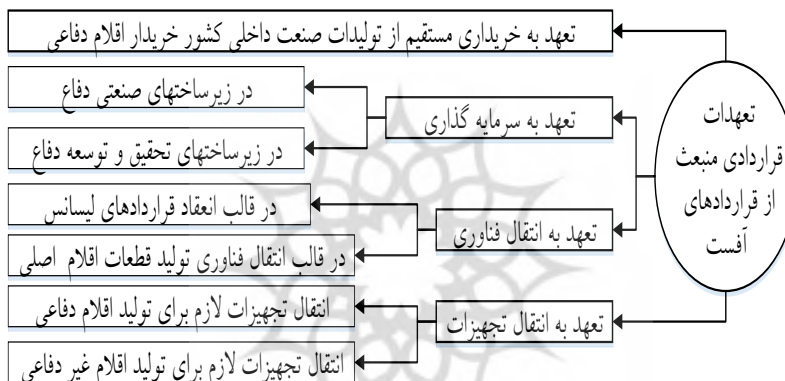 تعهدات
قراردادی منبعث
از قراردادهای
آفست
تعهد به خریداری مستقیم از تولیدات صنعت داخلی کشور خریدار اقلام دفاعی
تعهد به سرمایه گذاری
در زیرساختهای صنعتی دفاع
در زیرساختهای تحقیق و توسعه دفاع
تعهد به انتقال فناوری
در قالب انعقاد قراردادهای لیسانس
در قالب انتقال فناوری تولید قطعات اقلام اصلی
تعهد به انتقال تجهیزات
انتقال تجهیزات لازم برای تولید اقلام دفاعی
انتقال تجهیزات لازم برای تولید اقلام غیر دفاعی